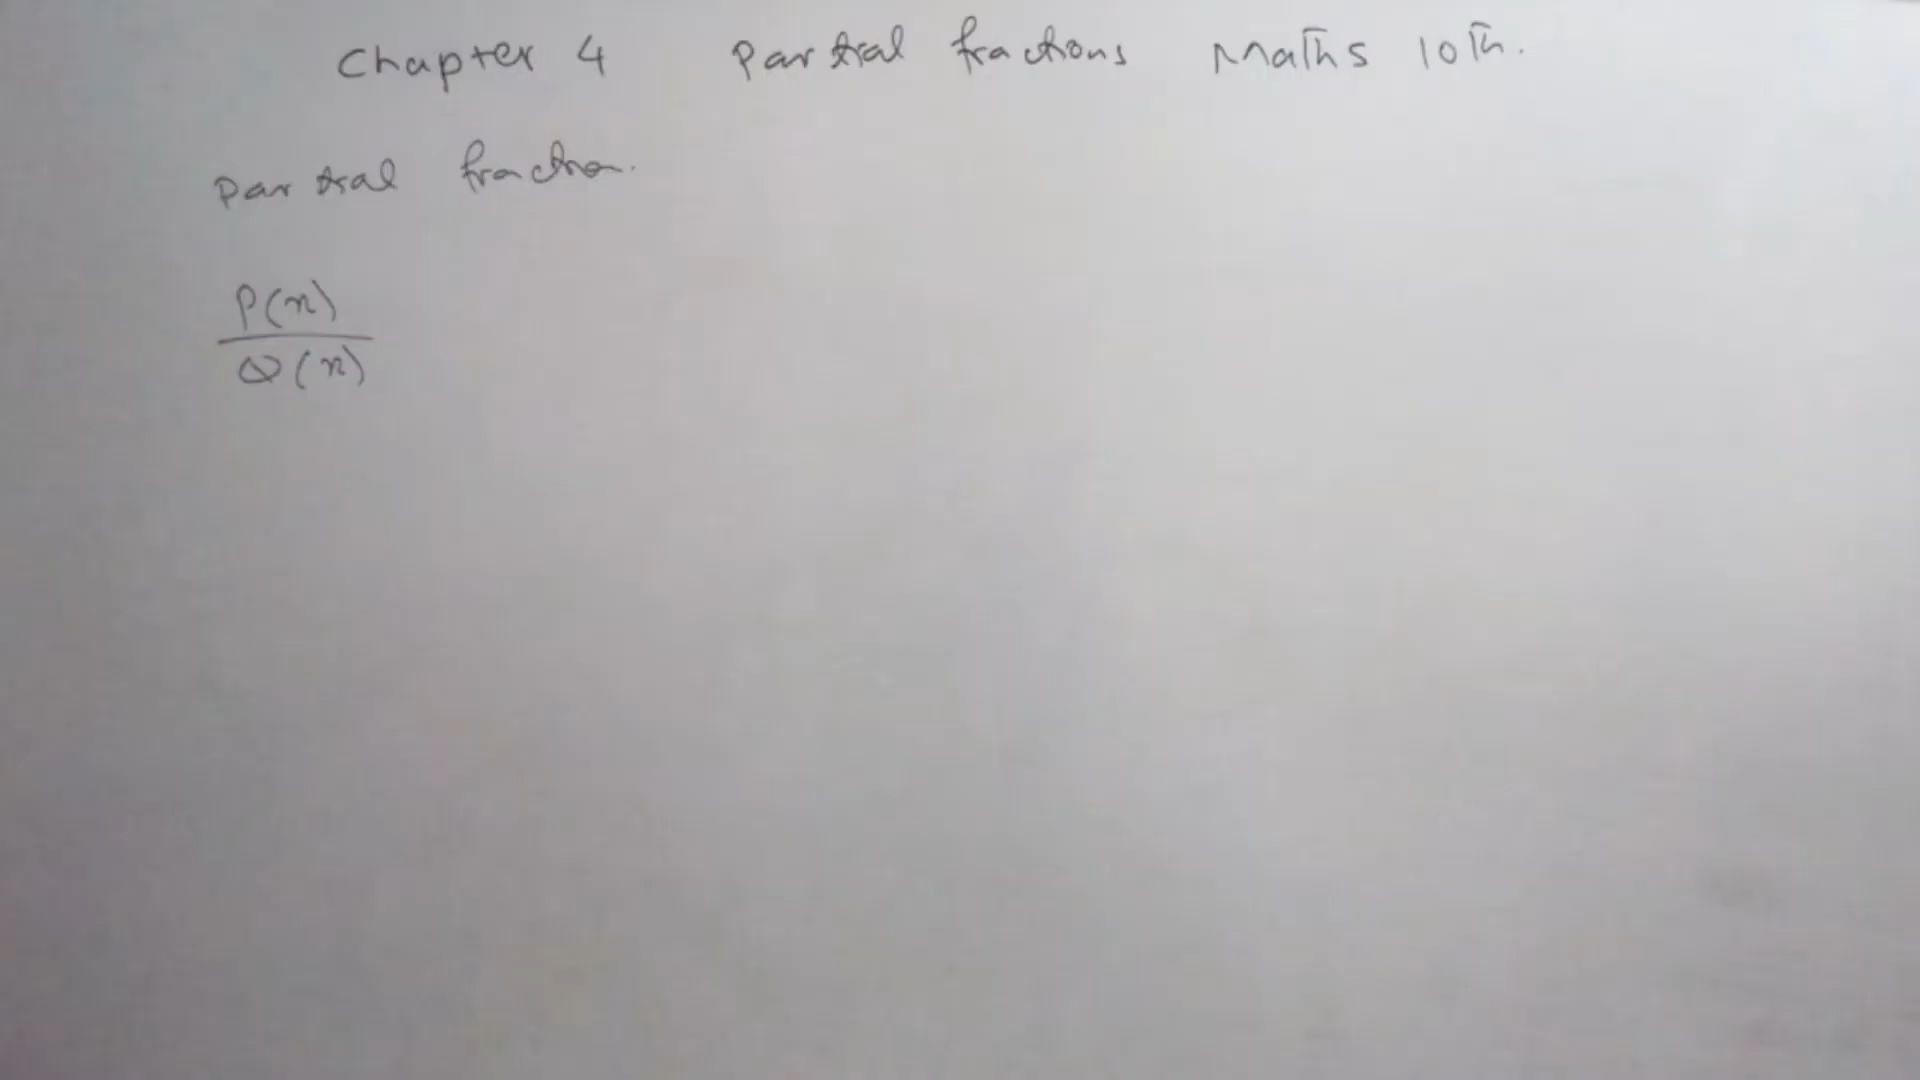 Chapter 4 Partial fractions Maths 10th.
Partial fraction.
P(x)
Q(x)